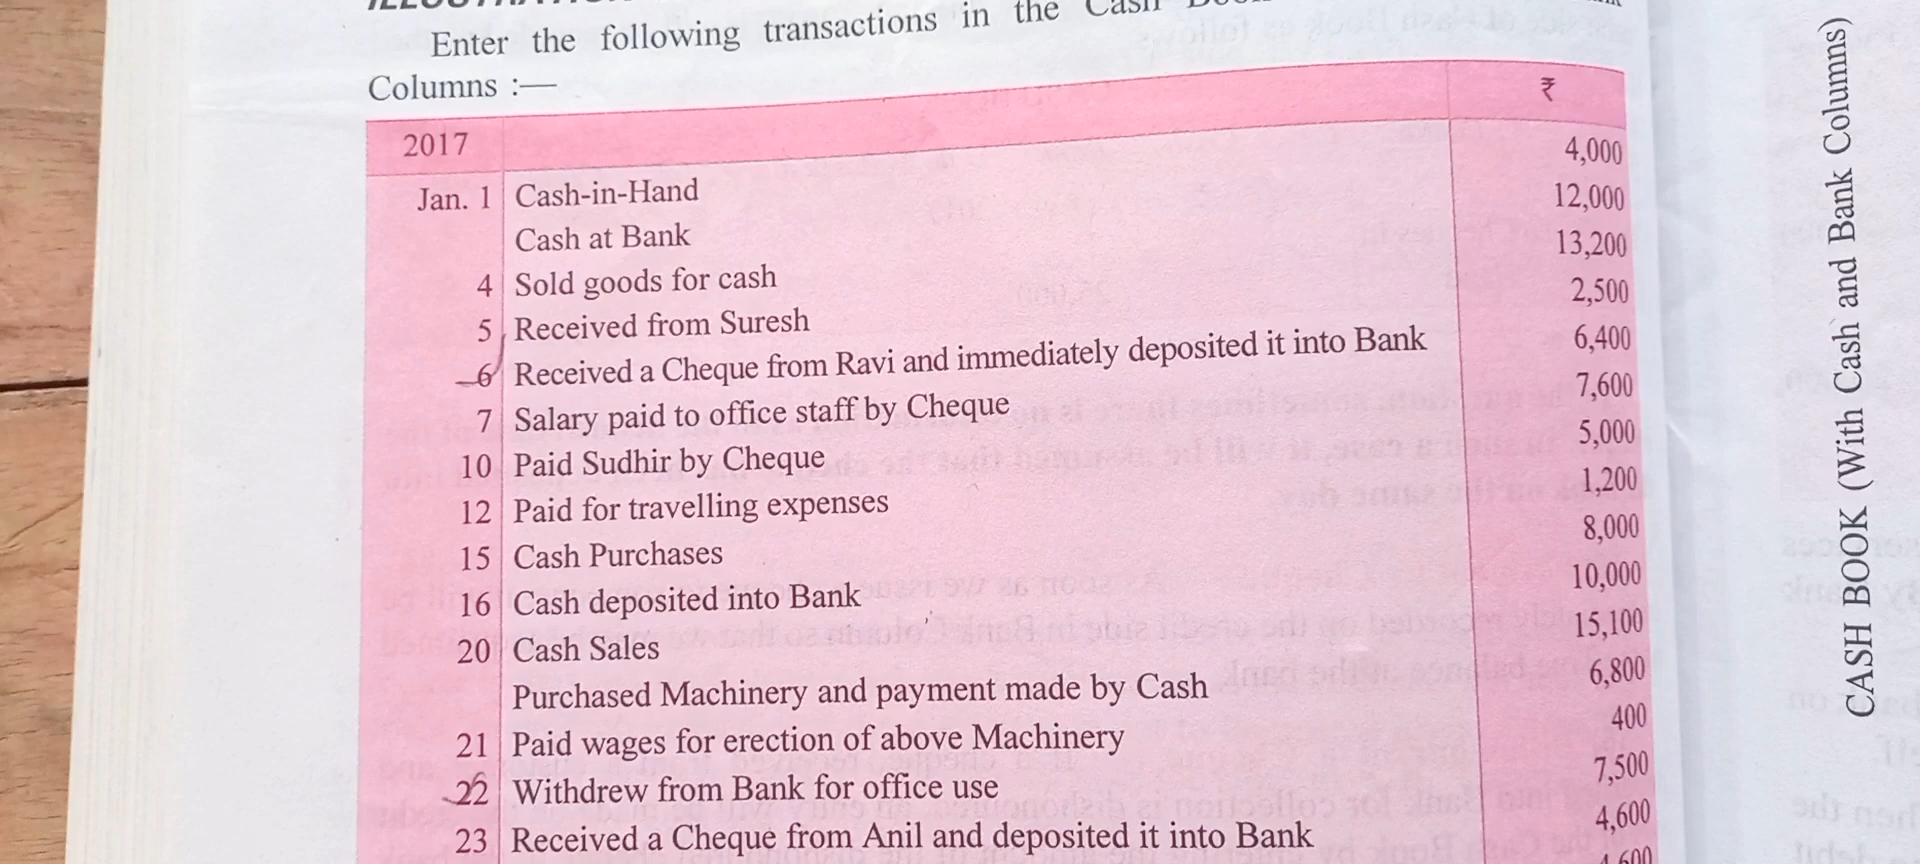 Enter the following transactions in the Cash
Columns :—
₹
2017
Jan. 1 Cash-in-Hand 4,000
Cash at Bank 12,000
4 Sold goods for cash 13,200
5 Received from Suresh 2,500
6 Received a Cheque from Ravi and immediately deposited it into Bank 6,400
7 Salary paid to office staff by Cheque 7,600
10 Paid Sudhir by Cheque 5,000
12 Paid for travelling expenses 1,200
15 Cash Purchases 8,000
16 Cash deposited into Bank 10,000
20 Cash Sales 15,100
Purchased Machinery and payment made by Cash 6,800
21 Paid wages for erection of above Machinery 400
22 Withdrew from Bank for office use 7,500
23 Received a Cheque from Anil and deposited it into Bank 4,600
CASH BOOK (With Cash and Bank Columns)